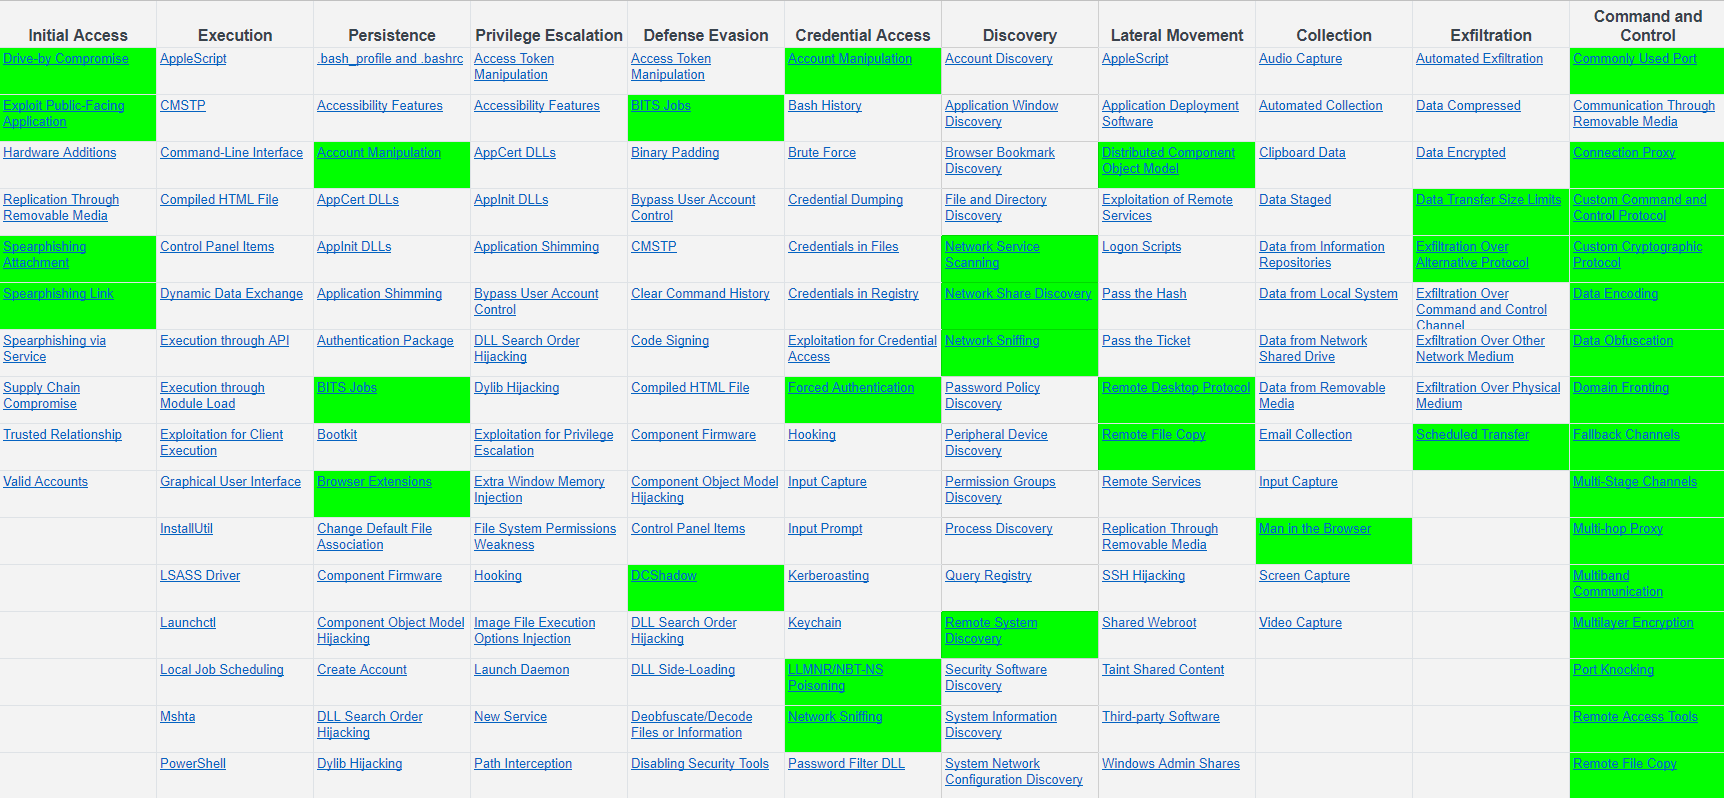 Initial Access
Execution
Persistence
Privilege Escalation
Defense Evasion
Credential Access
Discovery
Lateral Movement
Collection
Exfiltration
Command and
Control
Drive-by Compromise
AppleScript
.bash_profile and .bashrc
Access Token
Manipulation
Access Token
Manipulation
Account Manipulation
Account Discovery
AppleScript
Audio Capture
Automated Exfiltration
Commonly Used Port
Exploit Public-Facing
Application
CMSTP
Accessibility Features
Accessibility Features
BITS Jobs
Bash History
Application Window
Discovery
Application Deployment
Software
Automated Collection
Data Compressed
Communication Through
Removable Media
Hardware Additions
Command-Line Interface
Account Manipulation
AppCert DLLs
Binary Padding
Brute Force
Browser Bookmark
Discovery
Distributed Component
Object Model
Clipboard Data
Data Encrypted
Connection Proxy
Replication Through
Removable Media
Compiled HTML File
AppCert DLLs
AppInit DLLs
Bypass User Account
Control
Credential Dumping
File and Directory
Discovery
Exploitation of Remote
Services
Data Staged
Data Transfer Size Limits
Custom Command and
Control Protocol
Spearphishing
Attachment
Control Panel Items
AppInit DLLs
Application Shimming
CMSTP
Credentials in Files
Network Service
Scanning
Logon Scripts
Data from Information
Repositories
Exfiltration Over
Alternative Protocol
Custom Cryptographic
Protocol
Spearphishing Link
Dynamic Data Exchange
Application Shimming
Bypass User Account
Control
Clear Command History
Credentials in Registry
Network Share Discovery
Pass the Hash
Data from Local System
Exfiltration Over
Command and Control
Channel
Data Encoding
Spearphishing via
Service
Execution through API
Authentication Package
DLL Search Order
Hijacking
Code Signing
Exploitation for Credential
Access
Network Sniffing
Pass the Ticket
Data from Network
Shared Drive
Exfiltration Over Other
Network Medium
Data Obfuscation
Supply Chain
Compromise
Execution through
Module Load
BITS Jobs
Dylib Hijacking
Compiled HTML File
Forced Authentication
Password Policy
Discovery
Remote Desktop Protocol
Data from Removable
Media
Exfiltration Over Physical
Medium
Domain Fronting
Trusted Relationship
Exploitation for Client
Execution
Bootkit
Exploitation for Privilege
Escalation
Component Firmware
Hooking
Peripheral Device
Discovery
Remote File Copy
Email Collection
Scheduled Transfer
Fallback Channels
Valid Accounts
Graphical User Interface
Browser Extensions
Extra Window Memory
Injection
Component Object Model
Hijacking
Input Capture
Permission Groups
Discovery
Remote Services
Input Capture
Multi-Stage Channels
InstallUtil
Change Default File
Association
File System Permissions
Weakness
Control Panel Items
Input Prompt
Process Discovery
Replication Through
Removable Media
Man in the Browser
Multi-hop Proxy
LSASS Driver
Component Firmware
Hooking
DCShadow
Kerberoasting
Query Registry
SSH Hijacking
Screen Capture
Multiband
Communication
Launchctl
Component Object Model
Hijacking
Image File Execution
Options Injection
DLL Search Order
Hijacking
Keychain
Remote System
Discovery
Shared Webroot
Video Capture
Multilayer Encryption
Local Job Scheduling
Create Account
Launch Daemon
DLL Side-Loading
LLMNR/NBT-NS
Poisoning
Security Software
Discovery
Taint Shared Content
Port Knocking
Mshta
DLL Search Order
Hijacking
New Service
Deobfuscate/Decode
Files or Information
Network Sniffing
System Information
Discovery
Third-party Software
Remote Access Tools
PowerShell
Dylib Hijacking
Path Interception
Disabling Security Tools
Password Filter DLL
System Network
Configuration Discovery
Windows Admin Shares
Remote File Copy